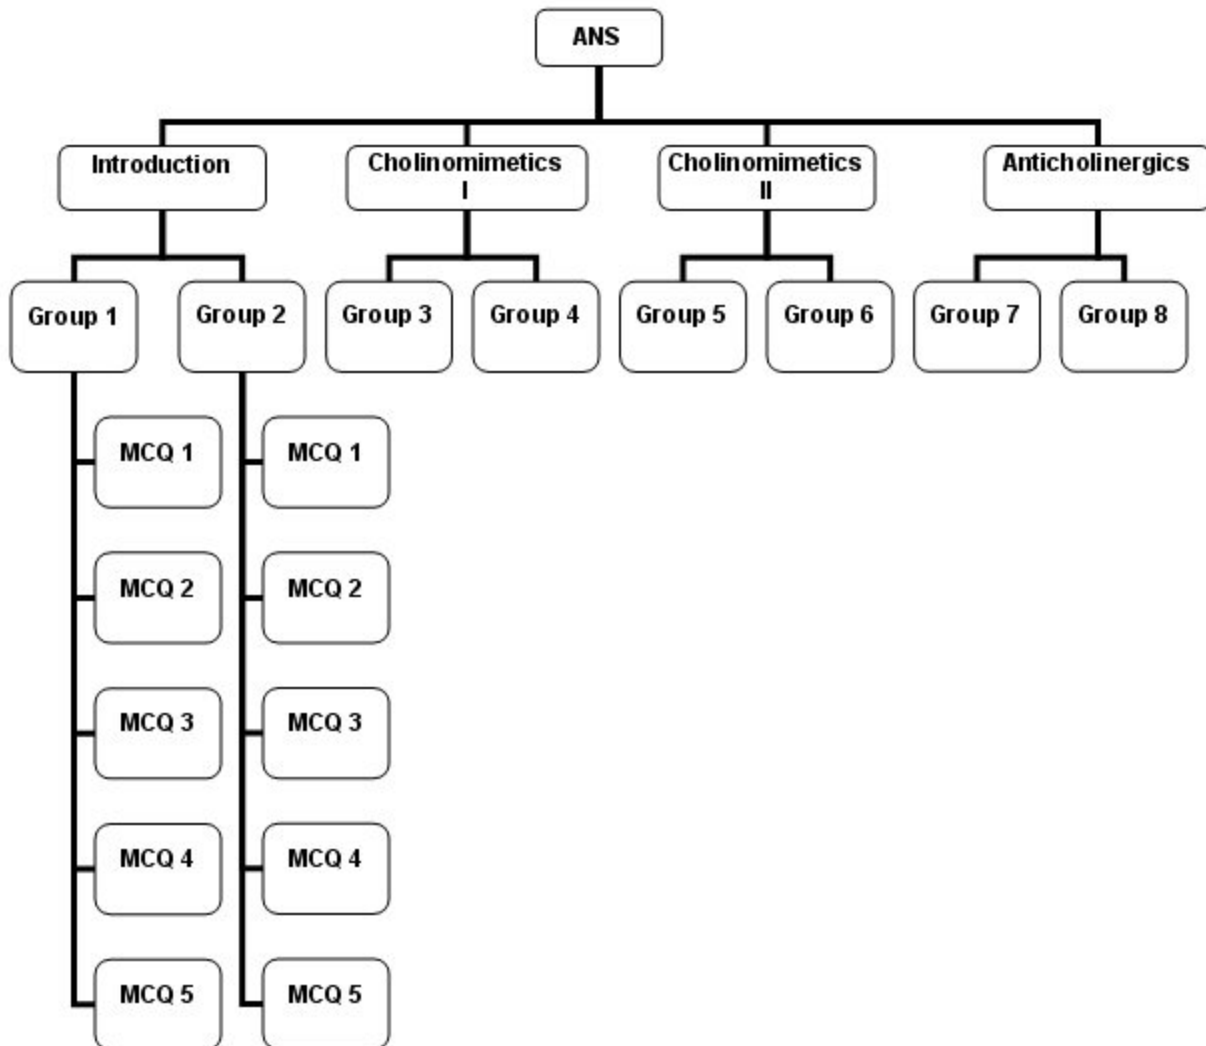 ANS
Introduction
Cholinomimetics
I
Cholinomimetics
II
Anticholinergics
Group 1
Group 2
Group 3
Group 4
Group 5
Group 6
Group 7
Group 8
MCQ 1
MCQ 1
MCQ 2
MCQ 2
MCQ 3
MCQ 3
MCQ 4
MCQ 4
MCQ 5
MCQ 5